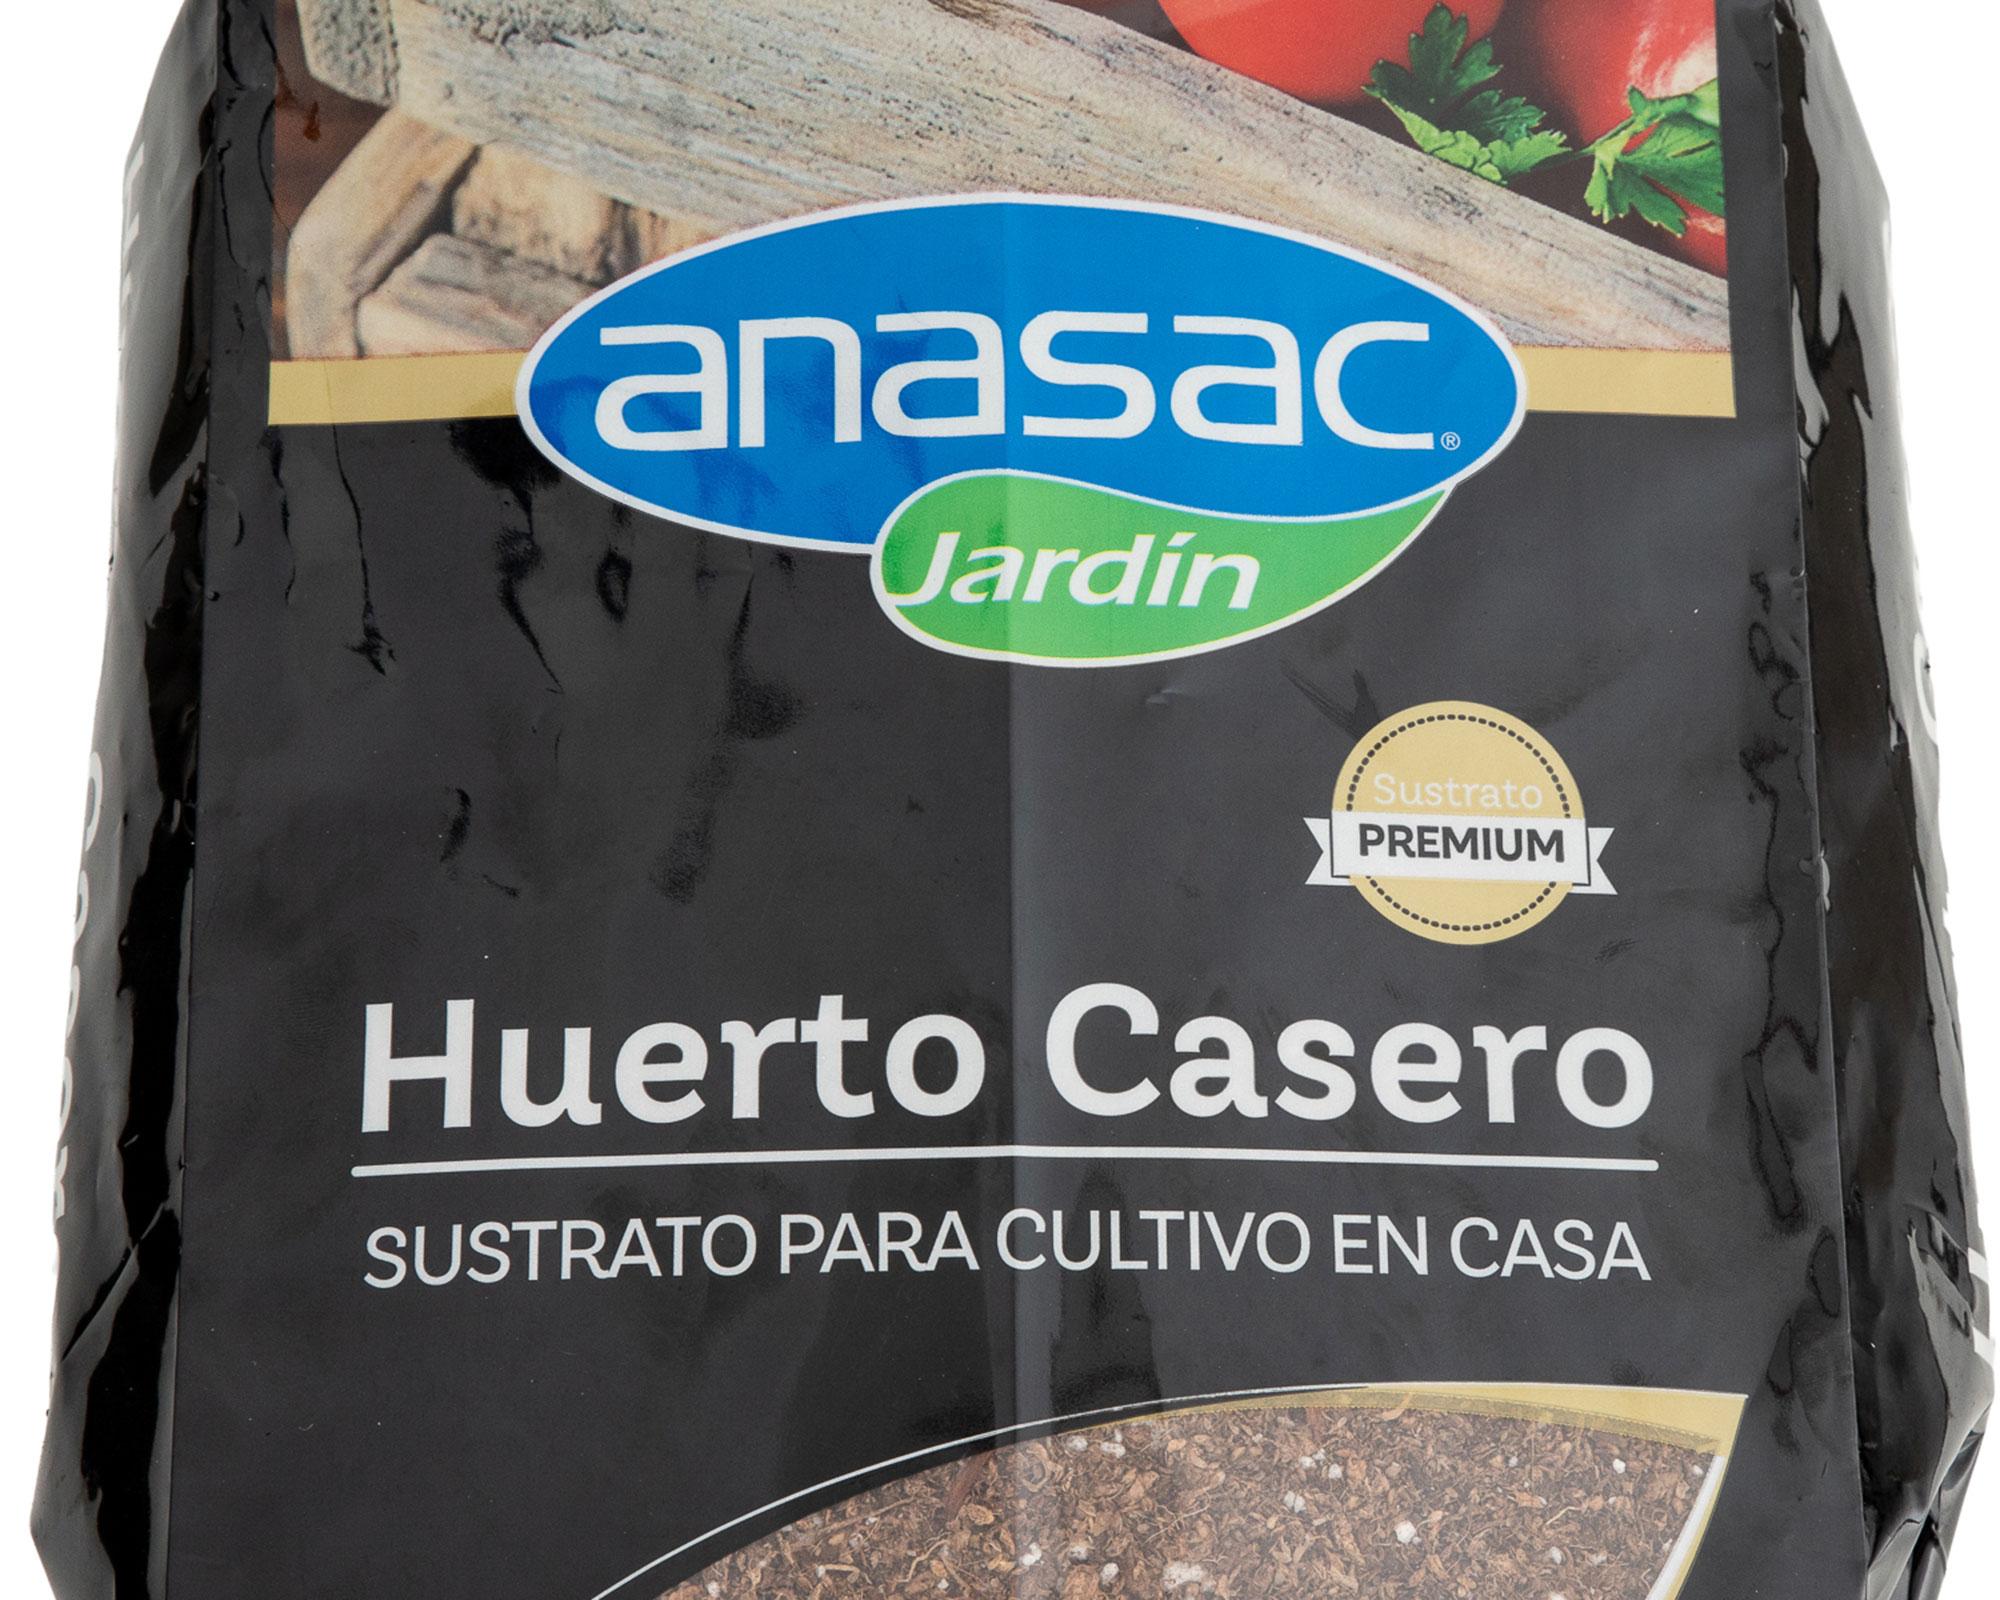 anasac®
Jardín
Sustrato
PREMIUM
Huerto Casero
SUSTRATO PARA CULTIVO EN CASA